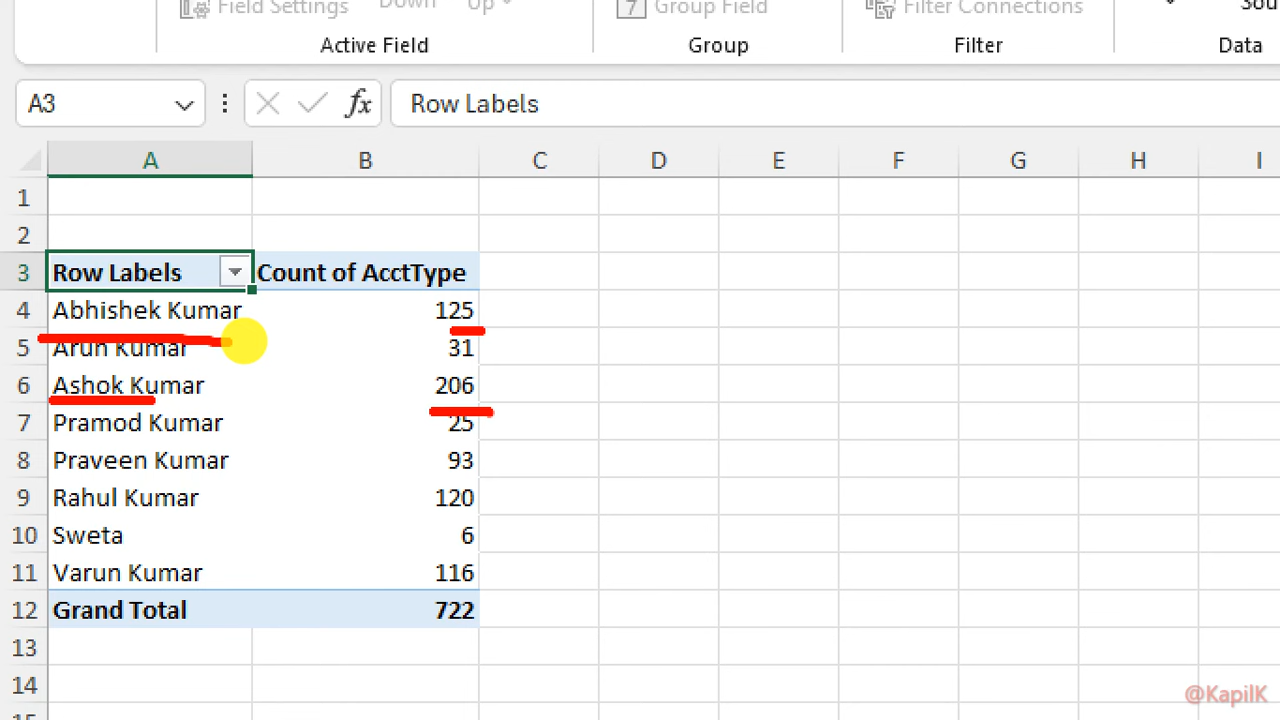 Field Settings Down Up Group Field Filter Connections
Active Field Group Filter Data
A3 fx Row Labels
A B C D E F G H I
1
2
3 Row Labels Count of AcctType
4 Abhishek Kumar 125
5 Arun Kumar 31
6 Ashok Kumar 206
7 Pramod Kumar 25
8 Praveen Kumar 93
9 Rahul Kumar 120
10 Sweta 6
11 Varun Kumar 116
12 Grand Total 722
13
14
@KapilK